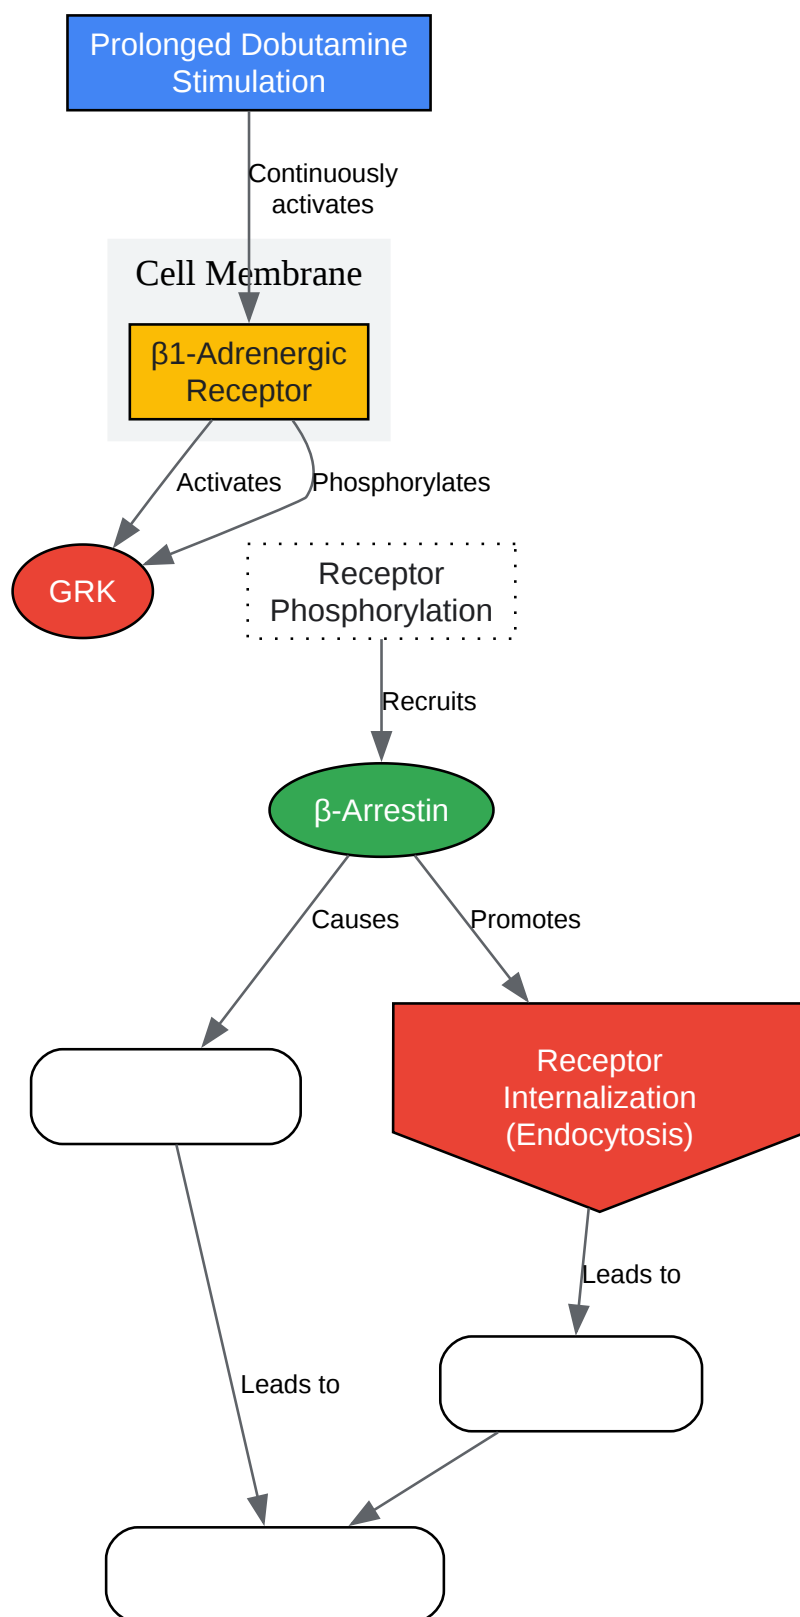 Prolonged Dobutamine
Stimulation
Continuously
activates
Cell Membrane
β1-Adrenergic
Receptor
Activates
Phosphorylates
GRK
Receptor
Phosphorylation
Recruits
β-Arrestin
Causes
Promotes
Receptor
Internalization
(Endocytosis)
Leads to
Leads to